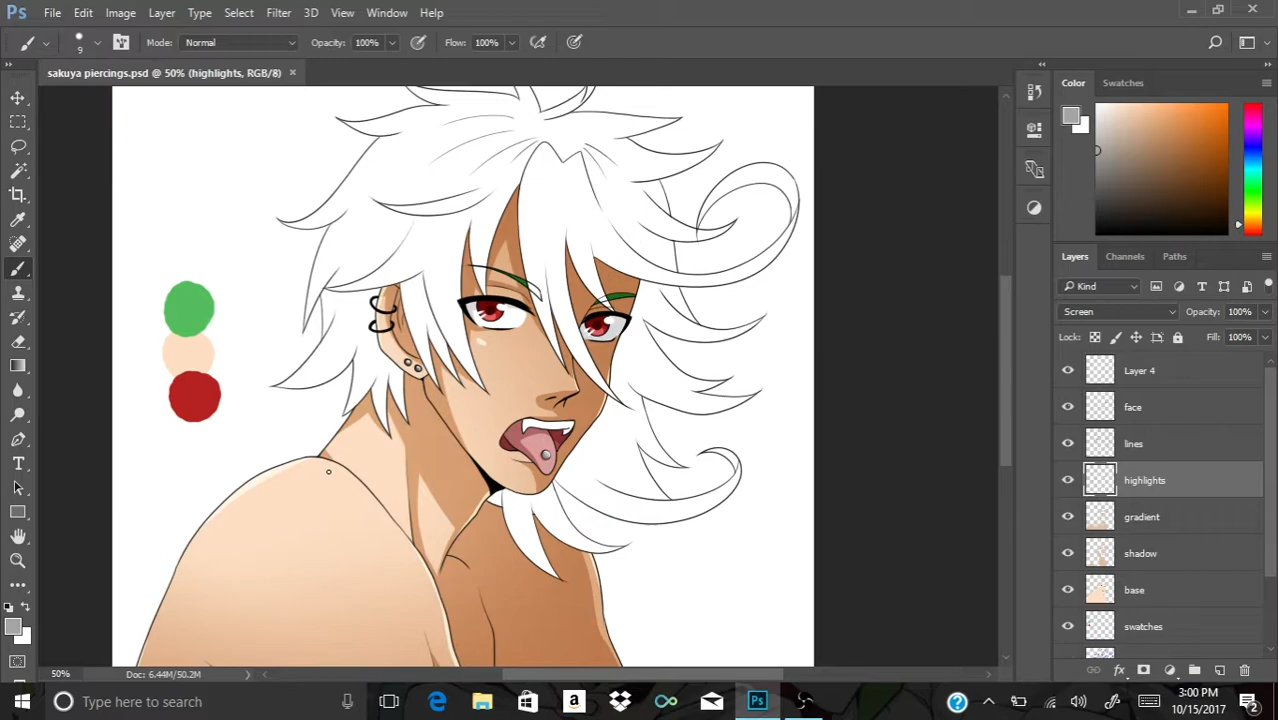 Ps File Edit Image Layer Type Select Filter 3D View Window Help
9 Mode: Normal Opacity: 100% Flow: 100%
sakuya piercings.psd @ 50% (highlights, RGB/8) ×
Color Swatches
Layers Channels Paths
Kind
Screen Opacity: 100%
Lock: Fill: 100%
Layer 4
face
lines
highlights
gradient
shadow
base
swatches
50% Doc: 6.44M/50.2M
Type here to search
3:00 PM
10/15/2017
2